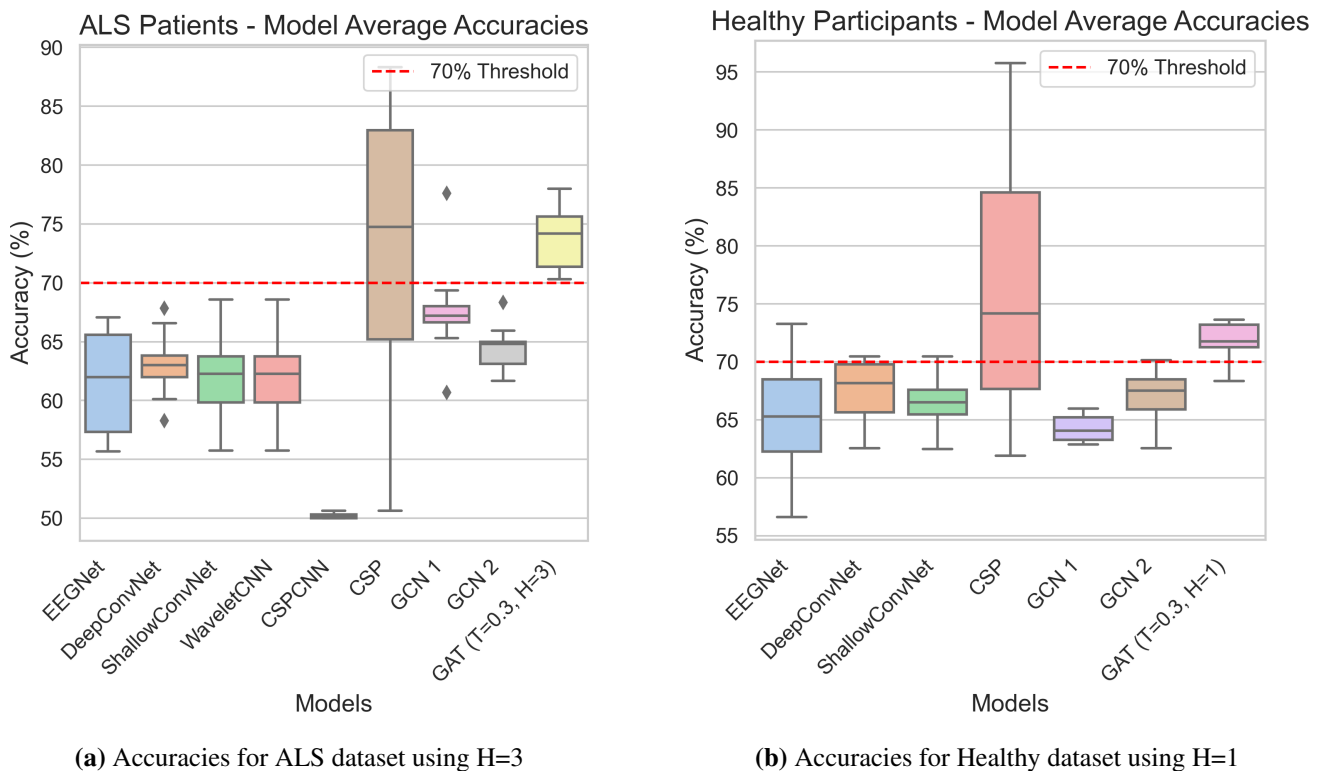 ALS Patients - Model Average Accuracies
90
85
80
75
70
65
60
55
50
Accuracy (%)
70% Threshold
EEGNet
DeepConvNet
ShallowConvNet
WaveletCNN
CSPCNN
CSP
GCN 1
GCN 2
GAT (T=0.3, H=3)
Models
(a) Accuracies for ALS dataset using H=3
Healthy Participants - Model Average Accuracies
95
90
85
80
75
70
65
60
55
Accuracy (%)
70% Threshold
EEGNet
DeepConvNet
ShallowConvNet
CSP
GCN 1
GCN 2
GAT (T=0.3, H=1)
Models
(b) Accuracies for Healthy dataset using H=1